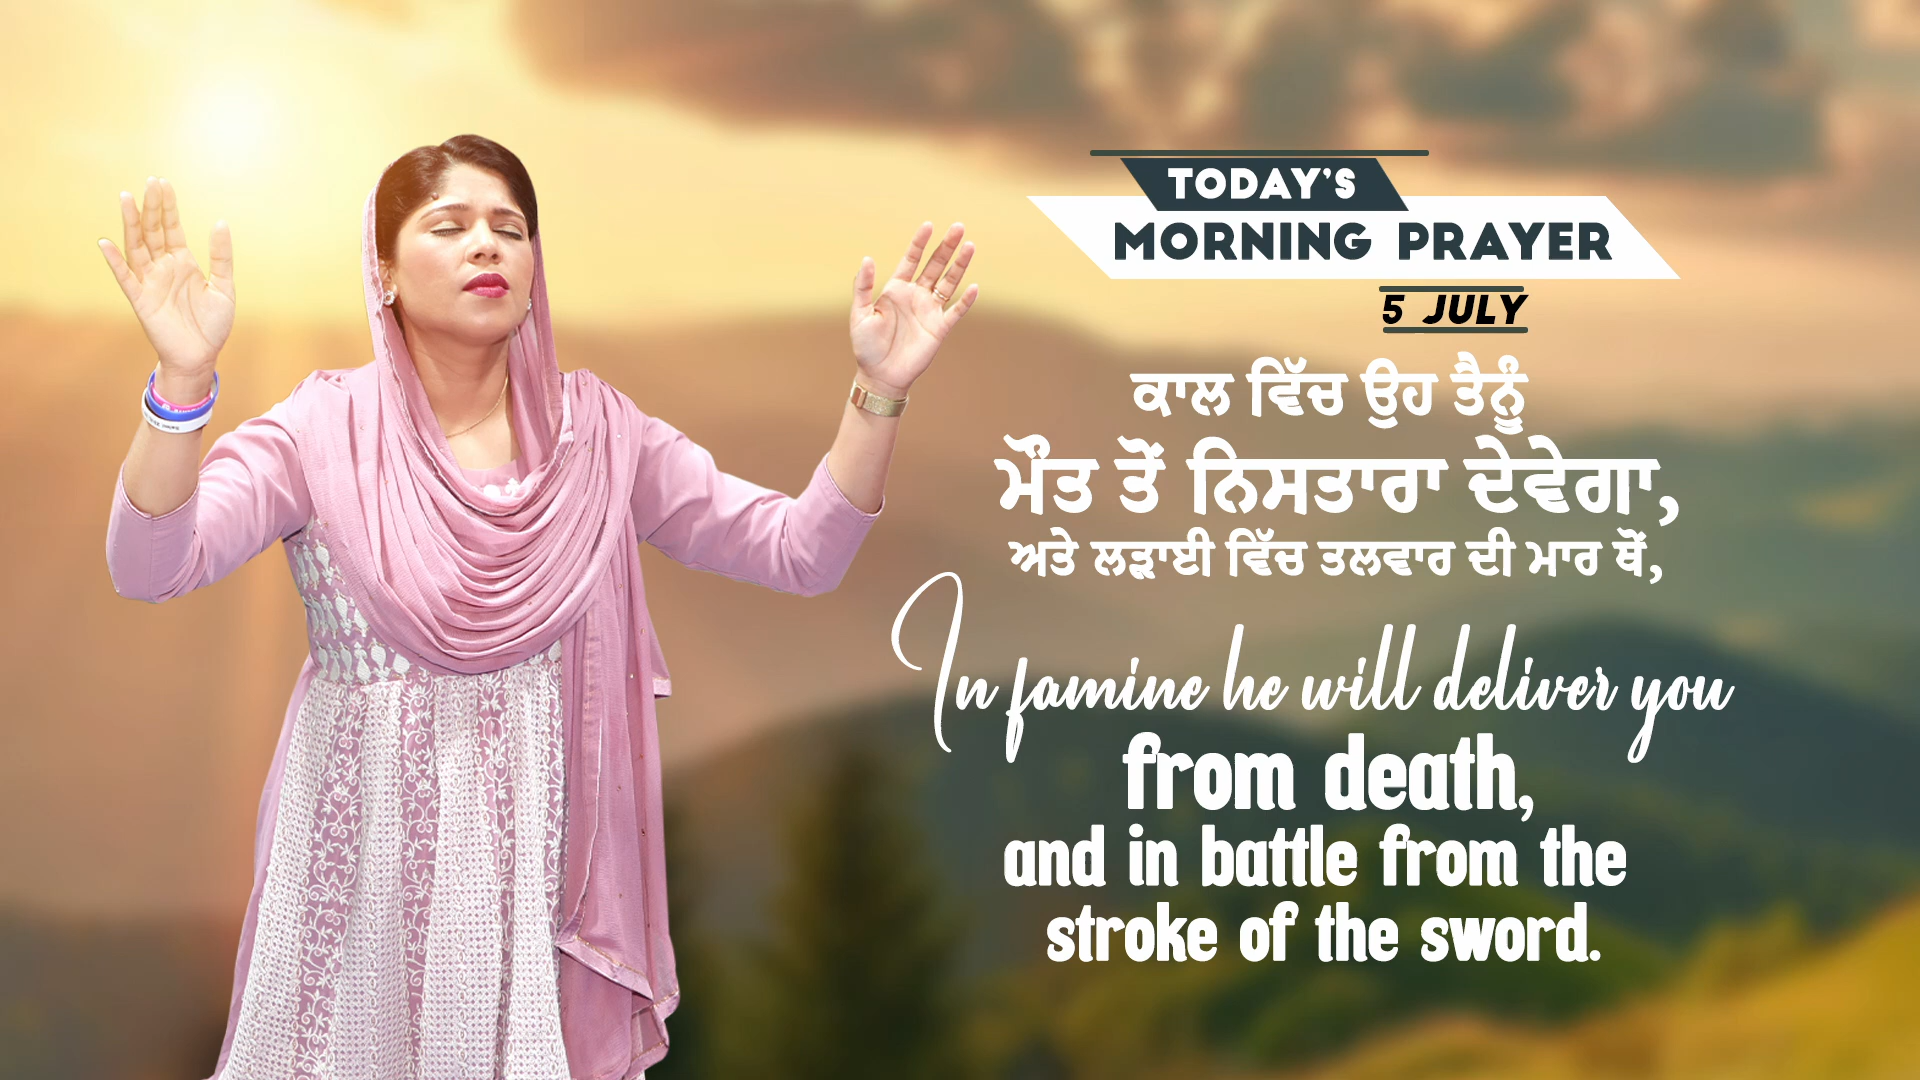 TODAY'S
MORNING PRAYER
5 JULY
ਕਾਲ ਵਿੱਚ ਉਹ ਤੈਨੂੰ
ਮੌਤ ਤੋਂ ਨਿਸਤਾਰਾ ਦੇਵੇਗਾ,
ਅਤੇ ਲੜਾਈ ਵਿੱਚ ਤਲਵਾਰ ਦੀ ਮਾਰ ਥੋਂ,
In famine he will deliver you
from death,
and in battle from the
stroke of the sword.